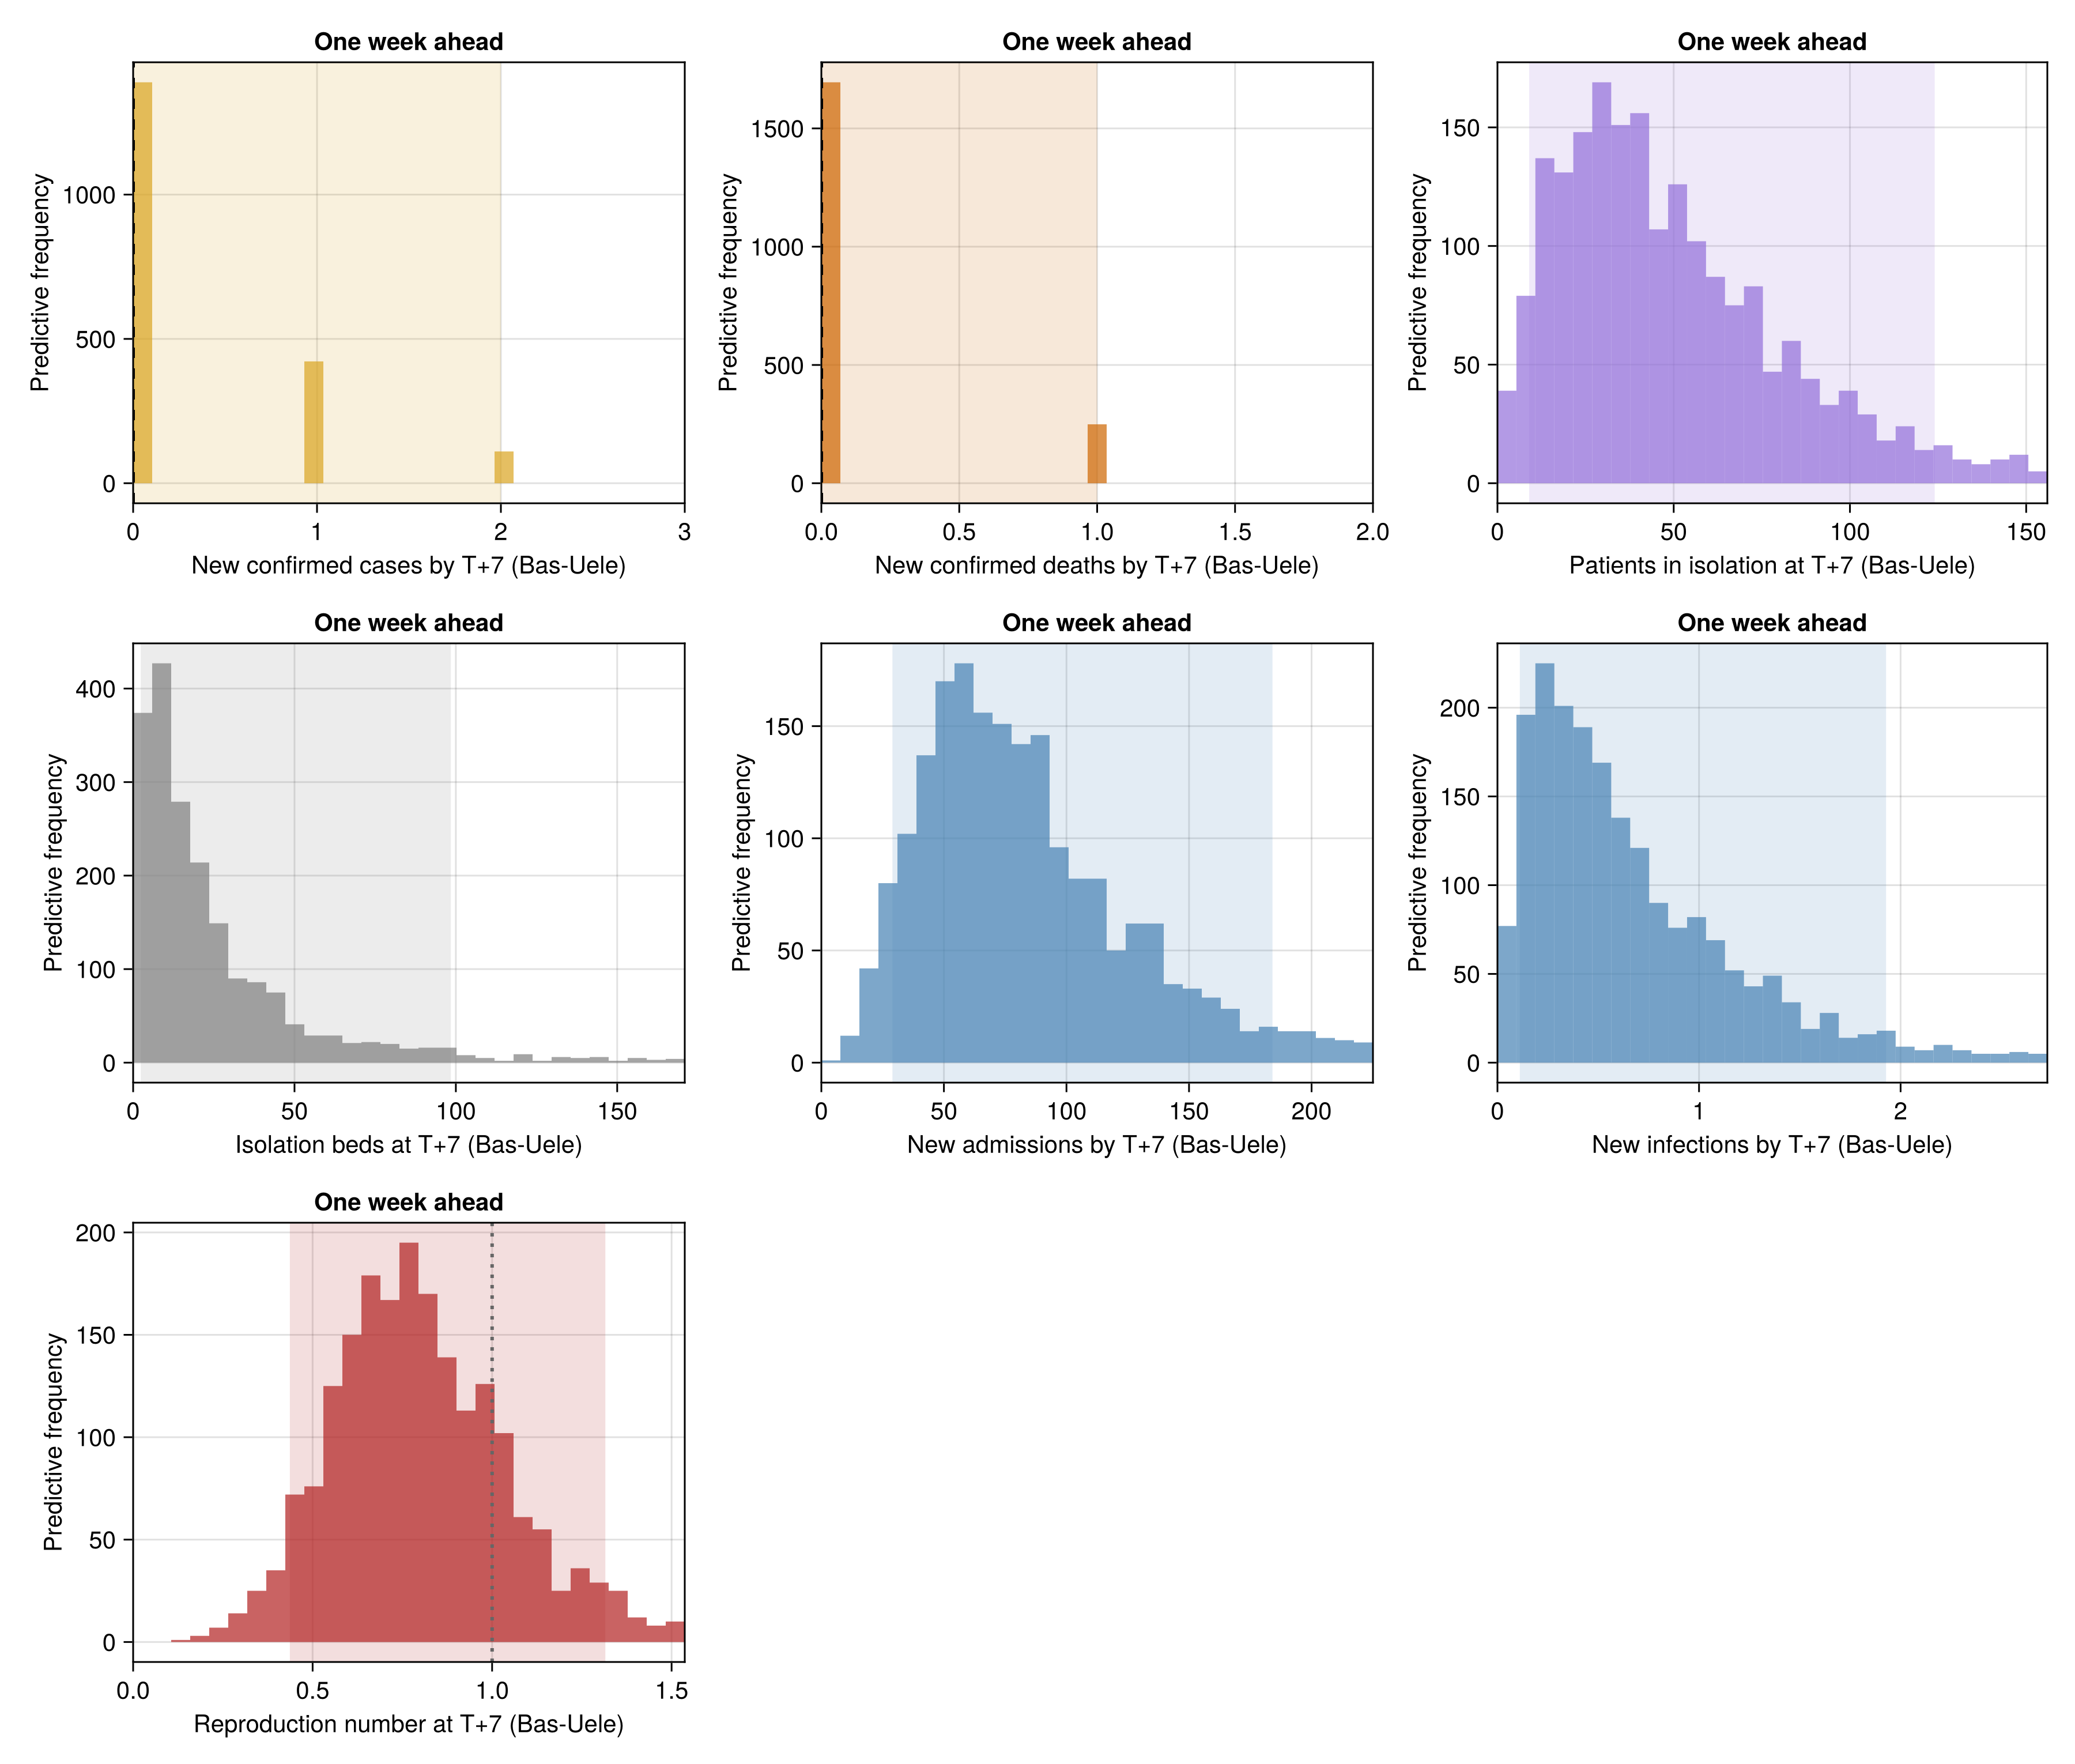 One week ahead
Predictive frequency
1000
500
0
0 1 2 3
New confirmed cases by T+7 (Bas-Uele)
One week ahead
Predictive frequency
1500
1000
500
0
0.0 0.5 1.0 1.5 2.0
New confirmed deaths by T+7 (Bas-Uele)
One week ahead
Predictive frequency
150
100
50
0
0 50 100 150
Patients in isolation at T+7 (Bas-Uele)
One week ahead
Predictive frequency
400
300
200
100
0
0 50 100 150
Isolation beds at T+7 (Bas-Uele)
One week ahead
Predictive frequency
150
100
50
0
0 50 100 150 200
New admissions by T+7 (Bas-Uele)
One week ahead
Predictive frequency
200
150
100
50
0
0 1 2
New infections by T+7 (Bas-Uele)
One week ahead
Predictive frequency
200
150
100
50
0
0.0 0.5 1.0 1.5
Reproduction number at T+7 (Bas-Uele)